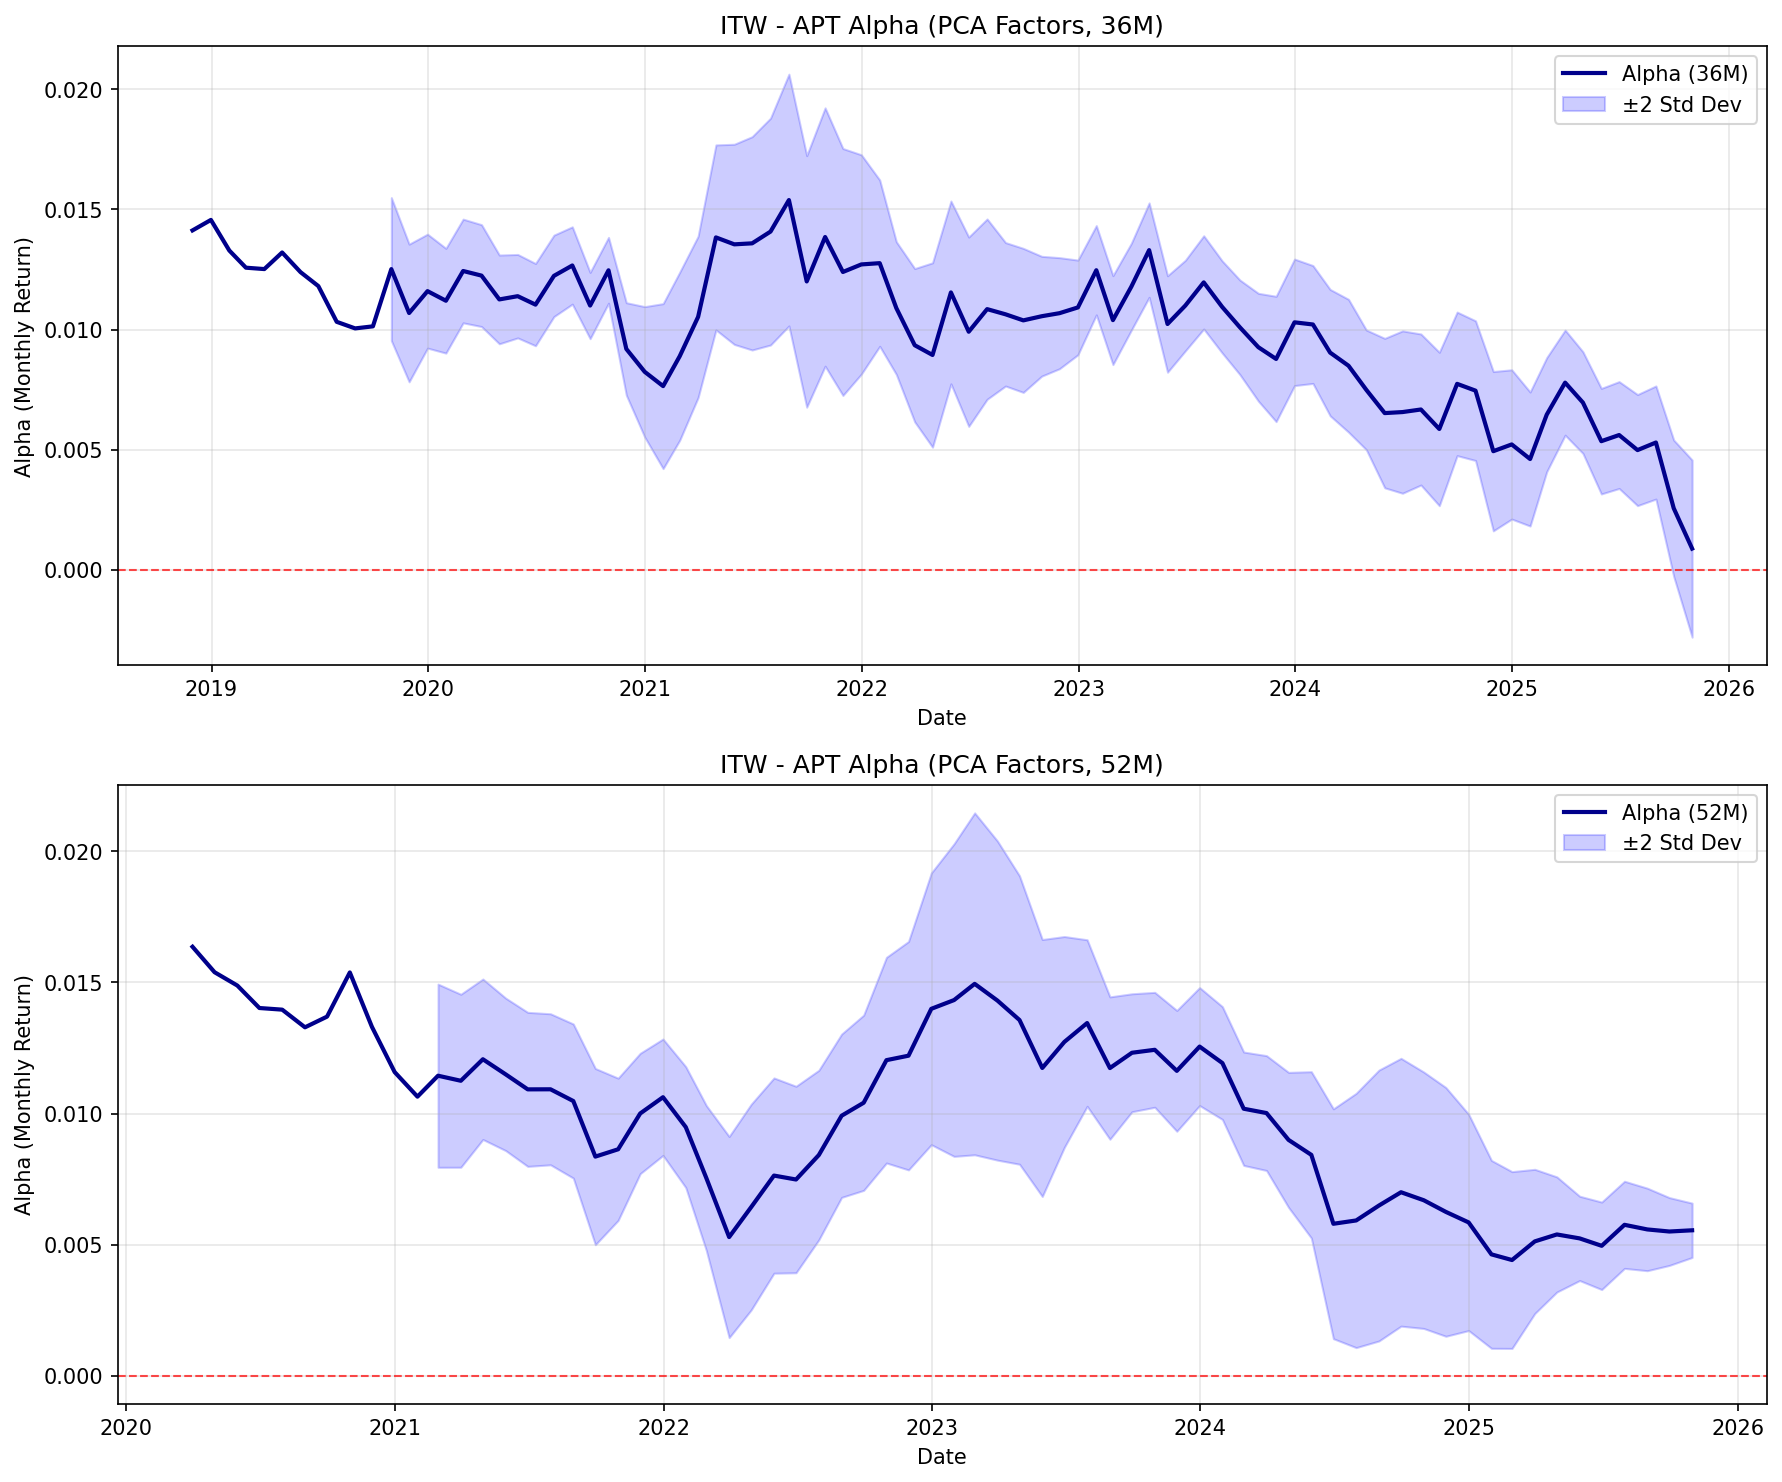 ITW - APT Alpha (PCA Factors, 36M)
Alpha (36M)
±2 Std Dev
Alpha (Monthly Return)
0.020
0.015
0.010
0.005
0.000
2019 2020 2021 2022 2023 2024 2025 2026
Date
ITW - APT Alpha (PCA Factors, 52M)
Alpha (52M)
±2 Std Dev
Alpha (Monthly Return)
0.020
0.015
0.010
0.005
0.000
2020 2021 2022 2023 2024 2025 2026
Date